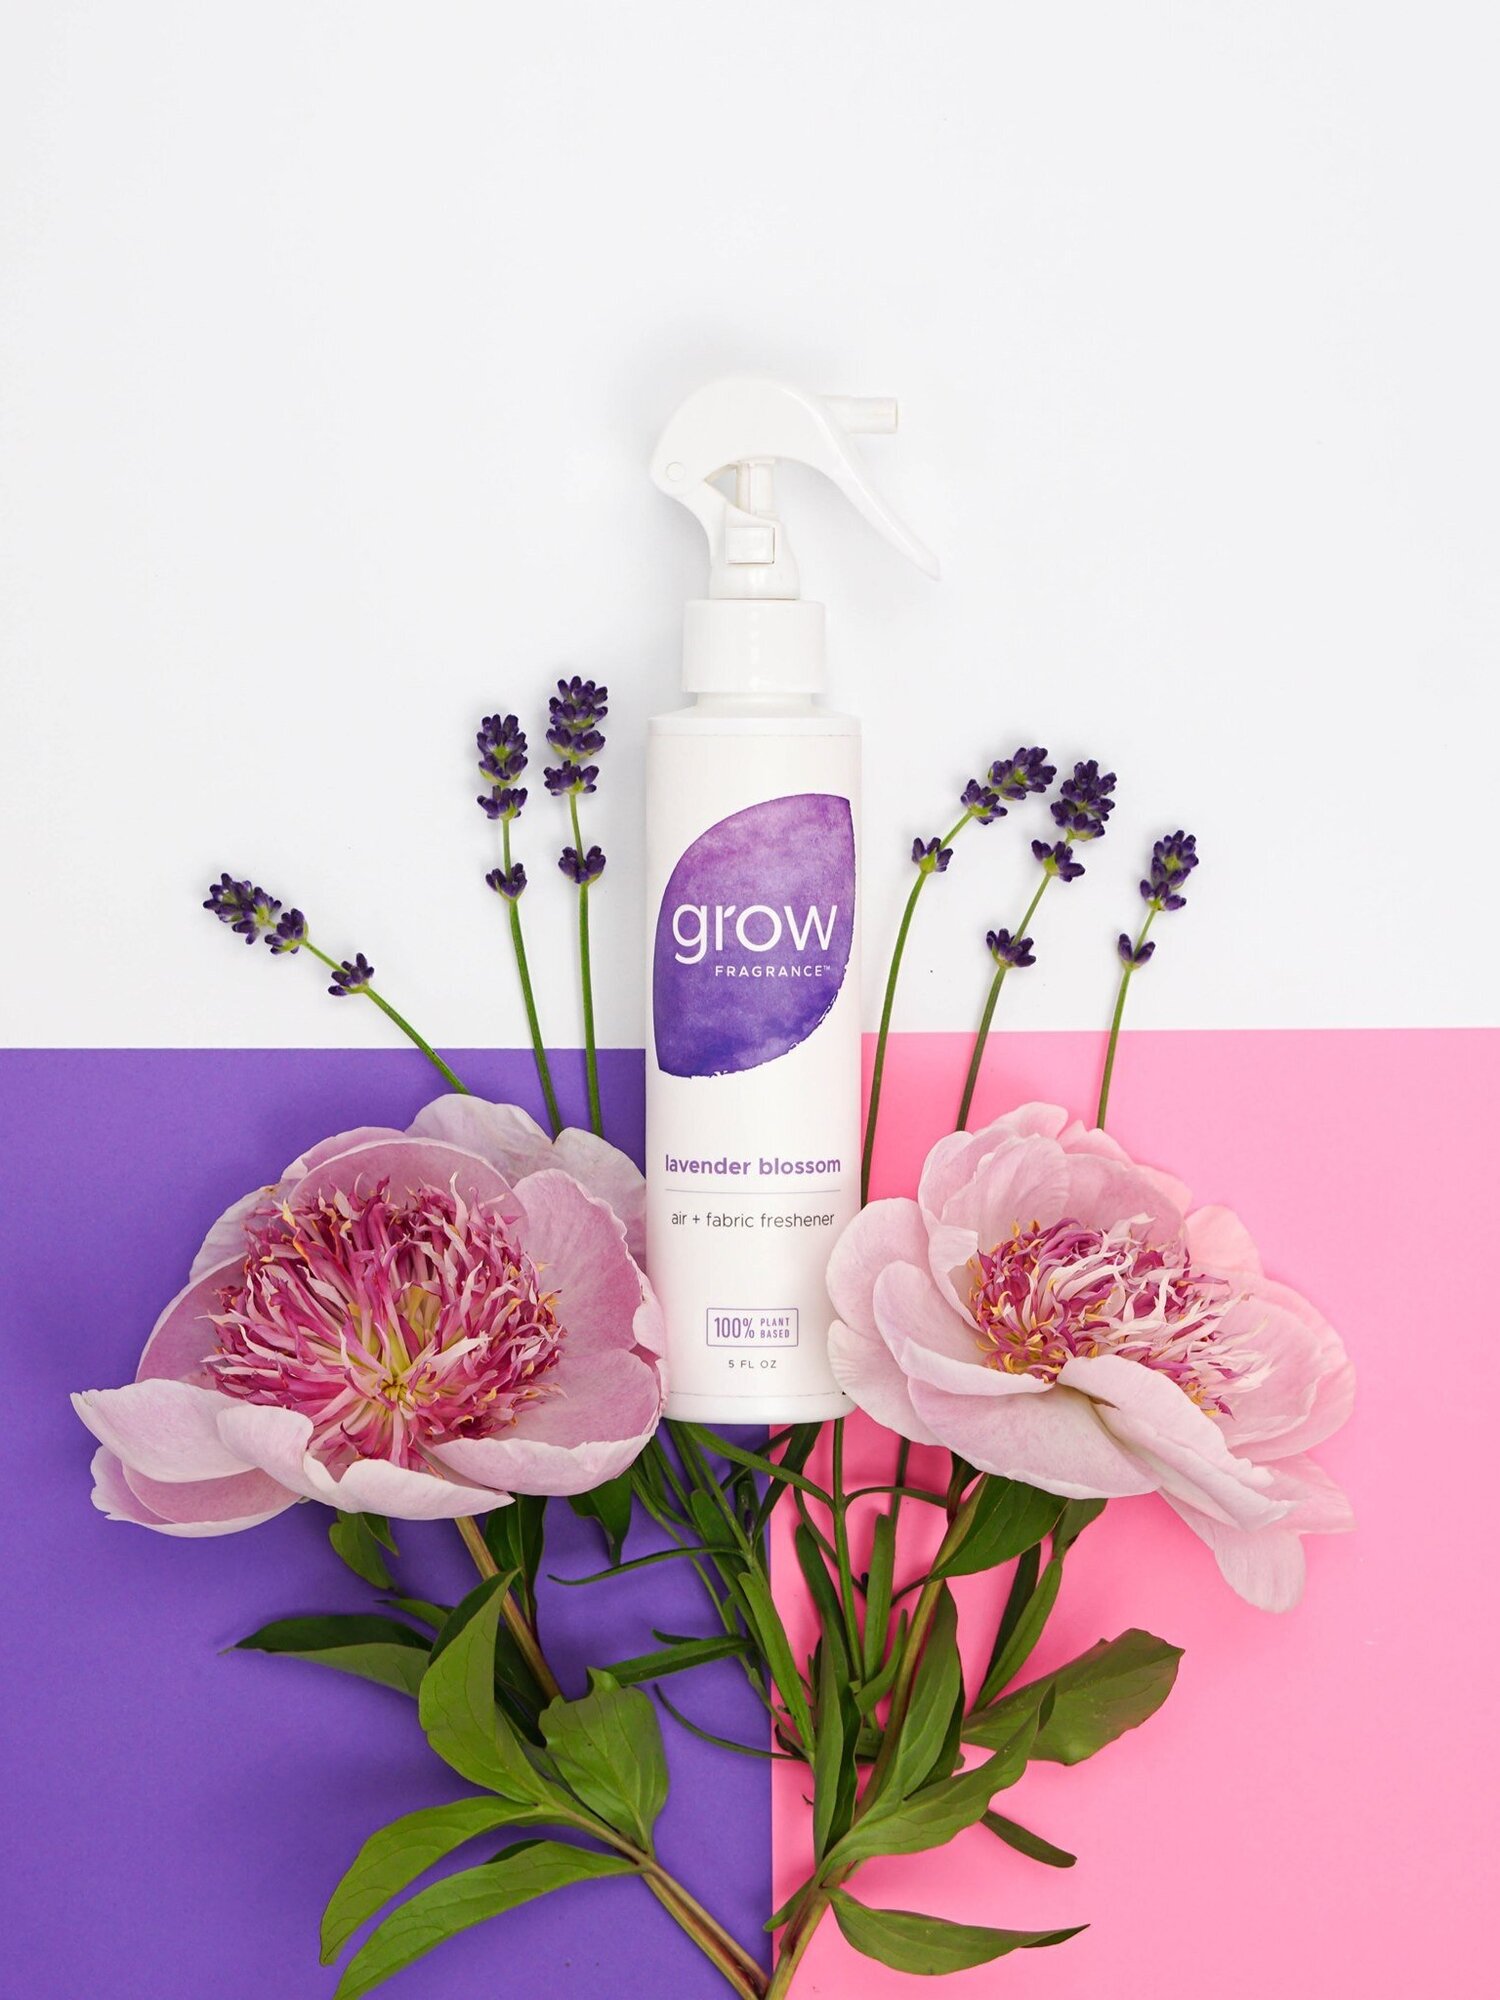 grow
FRAGRANCE™
lavender blossom
air + fabric freshener
100% PLANT
BASED
5 FL OZ